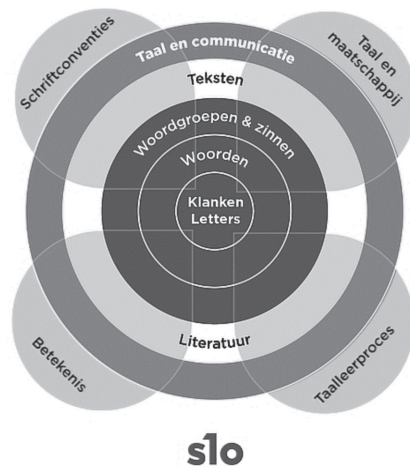 Schriftconventies
Taal en communicatie
Taal en
maatschappij
Teksten
Woordgroepen & zinnen
Woorden
Klanken
Letters
Literatuur
Betekenis
Taalleerproces
slo